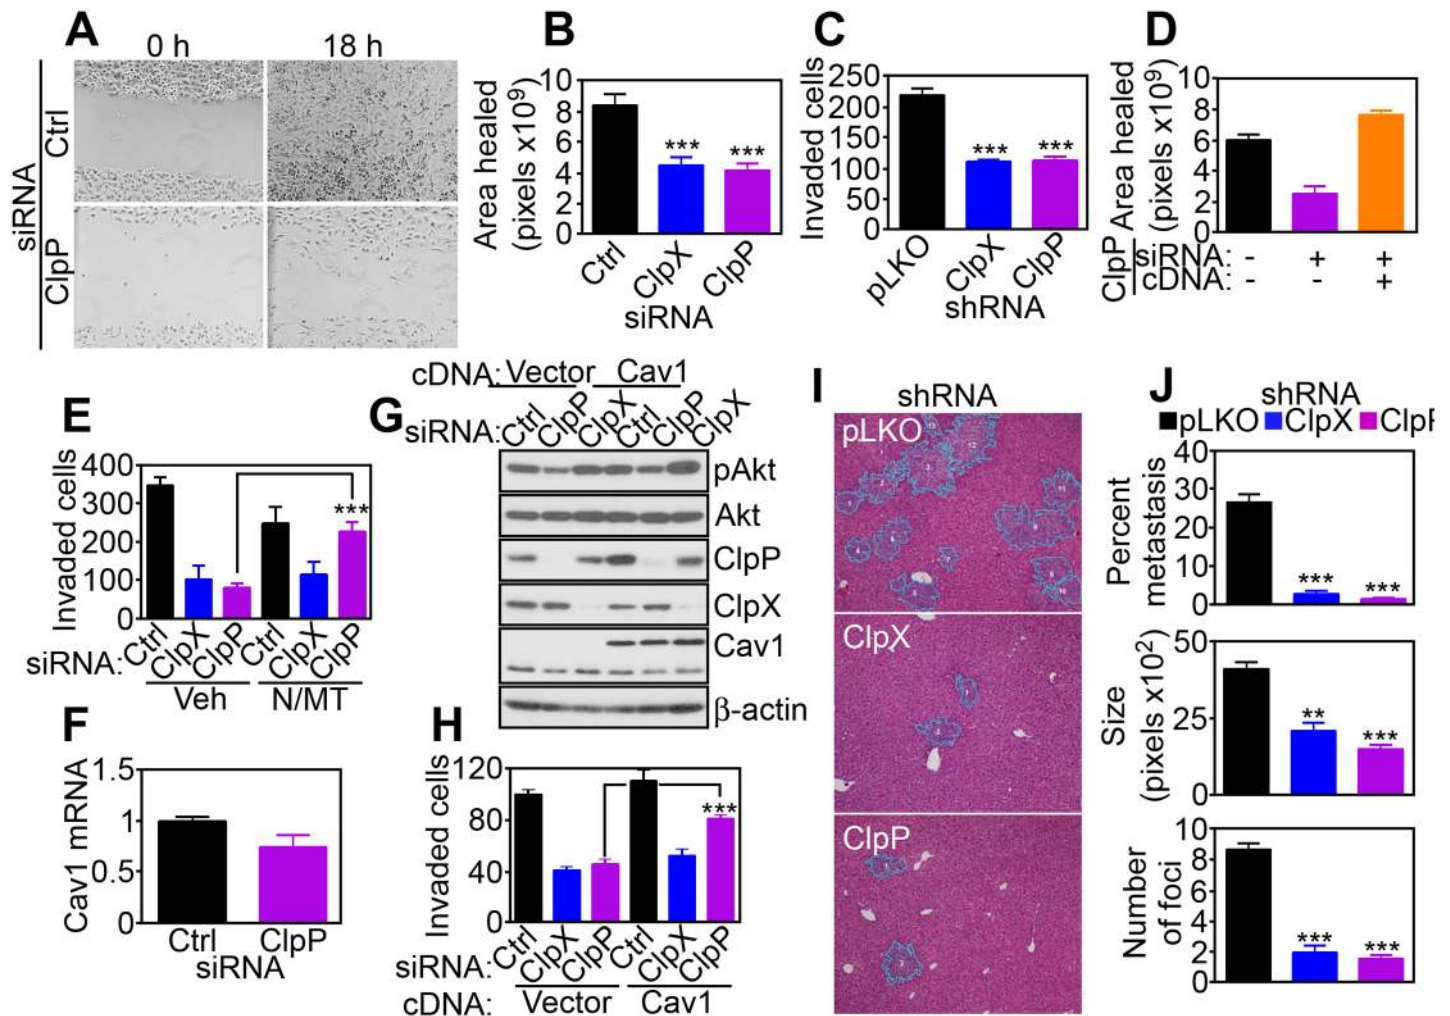 A
0 h
18 h
siRNA
Ctrl
ClpP
B
Area healed
(pixels x10⁹)
10
8
6
4
2
0
***
***
Ctrl
ClpX
ClpP
siRNA
C
Invaded cells
250
200
150
100
50
0
***
***
pLKO
ClpX
ClpP
shRNA
D
Area healed
(pixels x10⁹)
10
8
6
4
2
0
ClpP
siRNA: - + +
cDNA: - - +
E
Invaded cells
400
300
200
100
0
***
siRNA: Ctrl ClpX ClpP Ctrl ClpX ClpP
Veh N/MT
F
Cav1 mRNA
1.5
1
0.5
0
Ctrl ClpP
siRNA
G
cDNA: Vector Cav1
siRNA: Ctrl ClpP ClpX Ctrl ClpP ClpX
pAkt
Akt
ClpP
ClpX
Cav1
β-actin
H
Invaded cells
120
80
40
0
***
siRNA: Ctrl ClpX ClpP Ctrl ClpX ClpP
cDNA: Vector Cav1
I
shRNA
pLKO
ClpX
ClpP
J
shRNA
pLKO ClpX ClpP
Percent
metastasis
40
30
20
10
0
***
***
Size
(pixels x10²)
50
25
0
**
***
Number
of foci
10
8
6
4
2
0
***
***